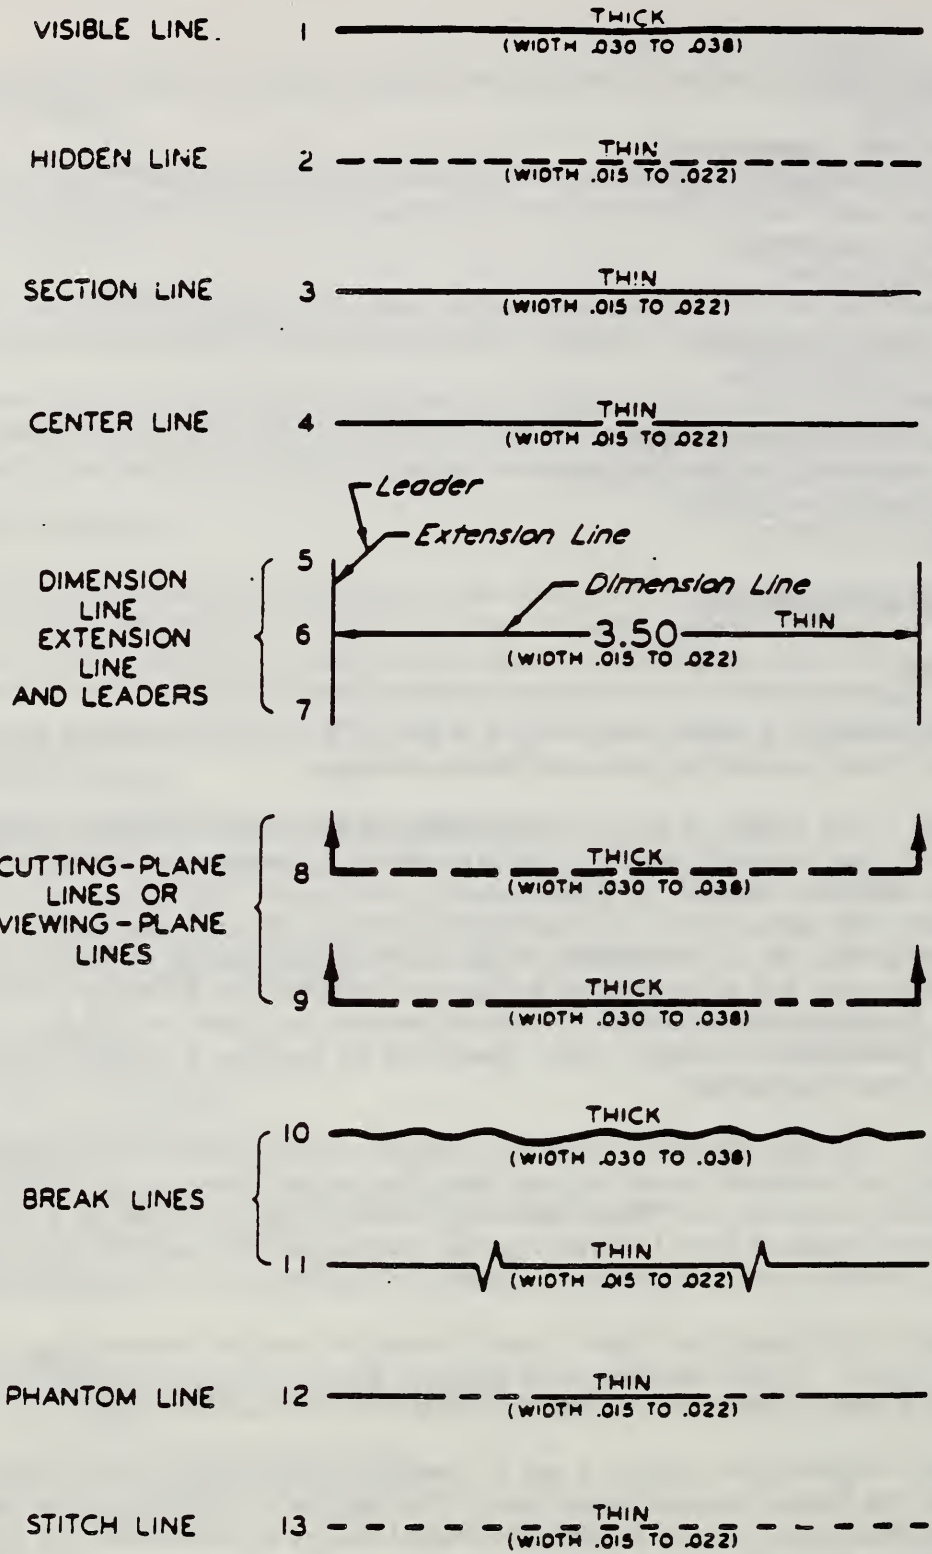 VISIBLE LINE. 1 THICK
(WIDTH .030 TO .038)
HIDDEN LINE 2 THIN
(WIDTH .015 TO .022)
SECTION LINE 3 THIN
(WIDTH .015 TO .022)
CENTER LINE 4 THIN
(WIDTH .015 TO .022)
Leader
Extension Line
5
DIMENSION
LINE
EXTENSION
LINE
AND LEADERS
Dimension Line
6 3.50 THIN
(WIDTH .015 TO .022)
7
CUTTING-PLANE
LINES OR
VIEWING-PLANE
LINES
8 THICK
(WIDTH .030 TO .038)
9 THICK
(WIDTH .030 TO .038)
BREAK LINES
10 THICK
(WIDTH .030 TO .038)
11 THIN
(WIDTH .015 TO .022)
PHANTOM LINE 12 THIN
(WIDTH .015 TO .022)
STITCH LINE 13 THIN
(WIDTH .015 TO .022)